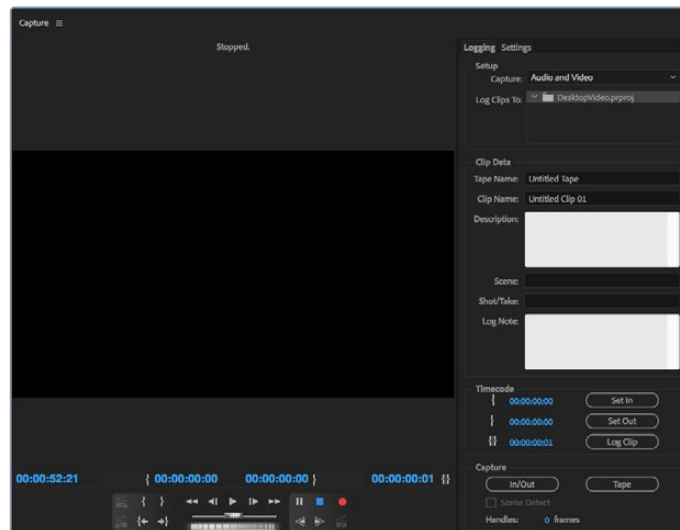 Capture
Stopped.
Logging Settings
Setup
Capture: Audio and Video
Log Clips To: DesktopVideo.prproj
Clip Data
Tape Name: Untitled Tape
Clip Name: Untitled Clip 01
Description:
Scene:
Shot/Take:
Log Note:
Timecode
{ 00:00:00:00 Set In
} 00:00:00:00 Set Out
{} 00:00:00:01 Log Clip
00:00:52:21 { 00:00:00:00 00:00:00:00 } 00:00:00:01 {}
Capture
In/Out Tape
Scene Detect
Handles: 0 frames